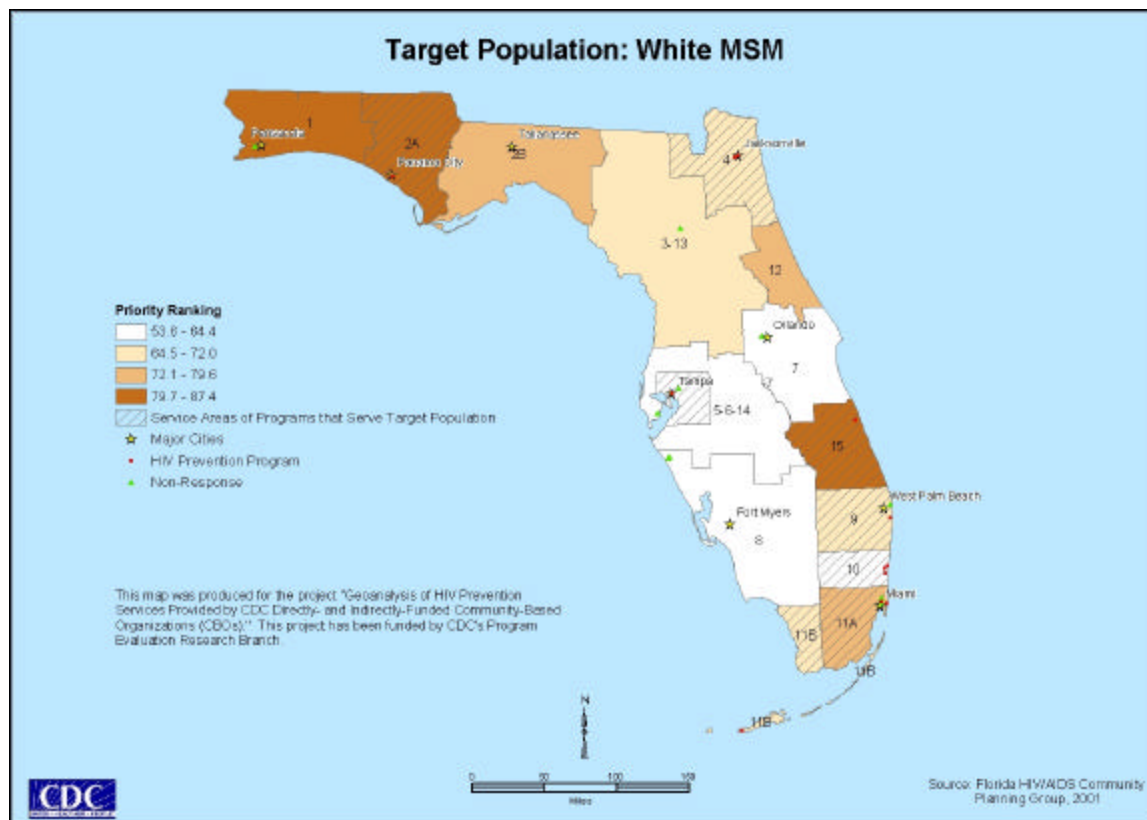 Target Population: White MSM
1
Pensacola
2A
Panama City
Tallahassee
2B
Jacksonville
4
3-13
12
Priority Ranking
53.6 - 64.4
64.5 - 72.0
72.1 - 79.6
79.7 - 87.4
Service Areas of Programs that Serve Target Population
Major Cities
HIV Prevention Program
Non-Response
Orlando
7
7
Tampa
5-6-14
15
West Palm Beach
9
Fort Myers
8
10
Miami
11A
11B
11B
11B
This map was produced for the project "Geoanalysis of HIV Prevention
Services Provided by CDC Directly- and Indirectly-Funded Community-Based
Organizations (CBOs)." This project has been funded by CDC's Program
Evaluation Research Branch.
N
0 50 100 150
Miles
CDC
Source: Florida HIV/AIDS Community
Planning Group, 2001